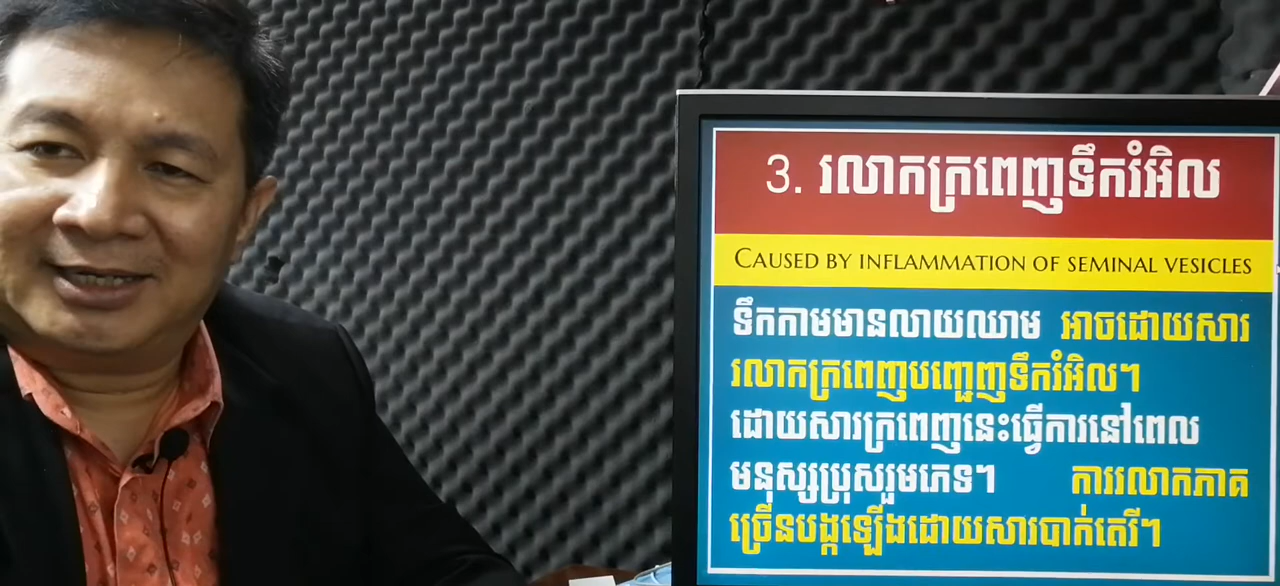 3. រលាកក្រពេញទឹករំអិល
CAUSED BY INFLAMMATION OF SEMINAL VESICLES
ទឹកកាមមានលាយឈាម អាចដោយសារ
រលាកក្រពេញបញ្ចេញទឹករំអិល។
ដោយសារក្រពេញនេះធ្វើការនៅពេល
មនុស្សប្រុសរួមភេទ។ ការរលាកភាគ
ច្រើនបង្កឡើងដោយសារបាក់តេរី។